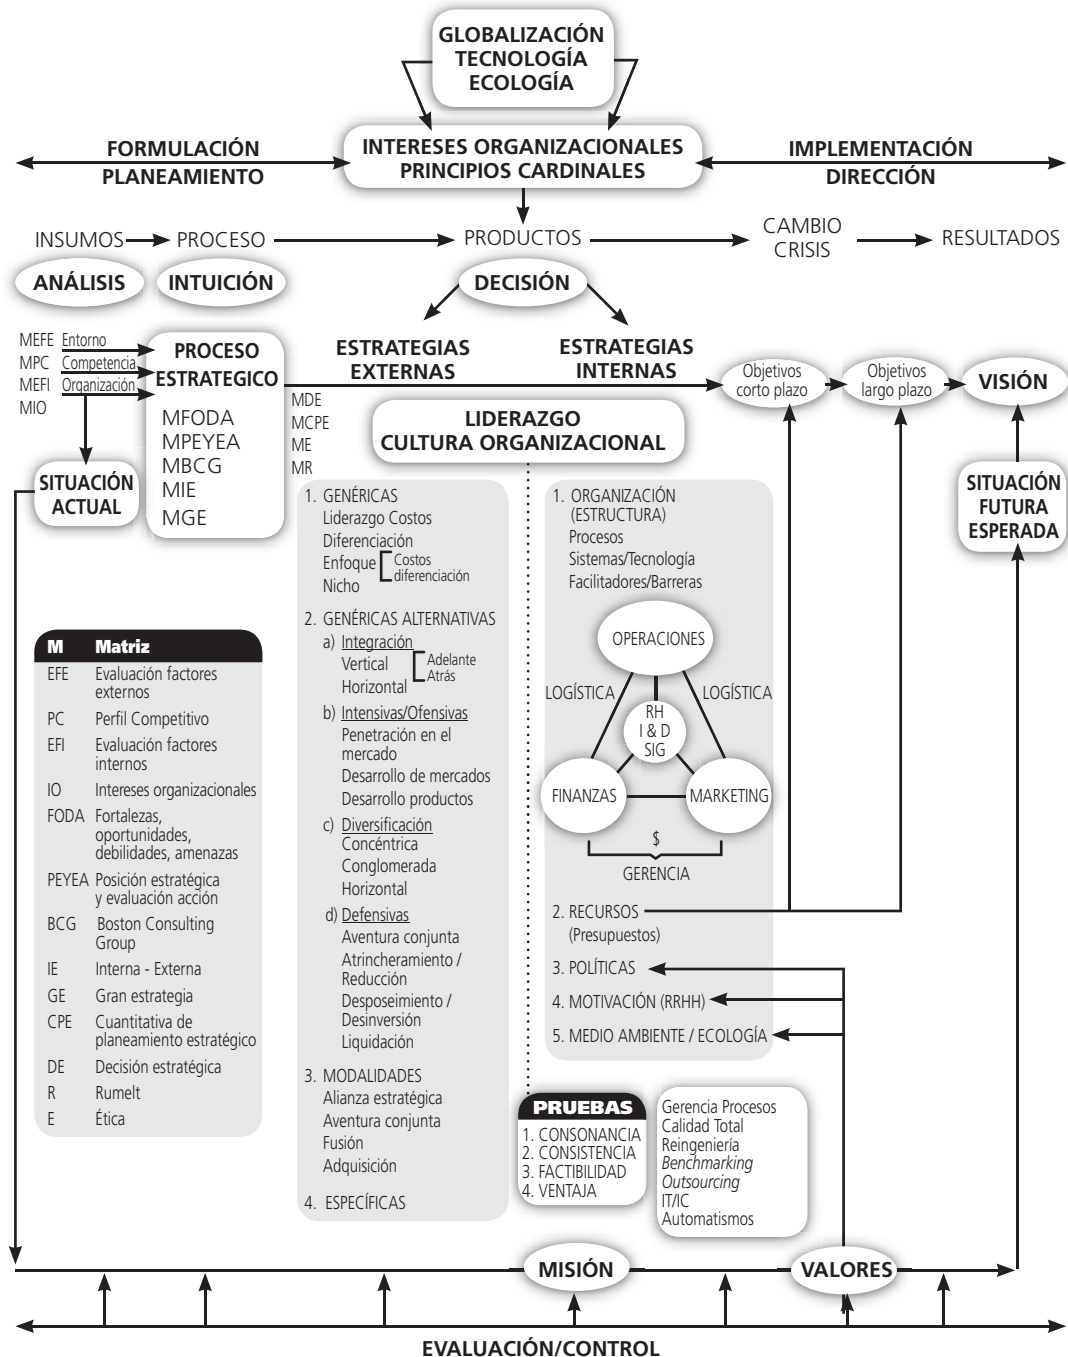 GLOBALIZACIÓN
TECNOLOGÍA
ECOLOGÍA
FORMULACIÓN
PLANEAMIENTO
INTERESES ORGANIZACIONALES
PRINCIPIOS CARDINALES
IMPLEMENTACIÓN
DIRECCIÓN
INSUMOS
PROCESO
PRODUCTOS
CAMBIO
CRISIS
RESULTADOS
ANÁLISIS
INTUICIÓN
DECISIÓN
MEFE Entorno
MPC Competencia
MEFI Organización
MIO
PROCESO
ESTRATEGICO
MFODA
MPEYEA
MBCG
MIE
MGE
SITUACIÓN
ACTUAL
ESTRATEGIAS
EXTERNAS
ESTRATEGIAS
INTERNAS
MDE
MCPE
ME
MR
Objetivos
corto plazo
Objetivos
largo plazo
VISIÓN
LIDERAZGO
CULTURA ORGANIZACIONAL
SITUACIÓN
FUTURA
ESPERADA
M Matriz
EFE Evaluación factores
externos
PC Perfil Competitivo
EFI Evaluación factores
internos
IO Intereses organizacionales
FODA Fortalezas,
oportunidades,
debilidades, amenazas
PEYEA Posición estratégica
y evaluación acción
BCG Boston Consulting
Group
IE Interna - Externa
GE Gran estrategia
CPE Cuantitativa de
planeamiento estratégico
DE Decisión estratégica
R Rumelt
E Ética
1. GENÉRICAS
Liderazgo Costos
Diferenciación
Enfoque
Nicho
Costos
diferenciación
2. GENÉRICAS ALTERNATIVAS
a) Integración
Vertical
Horizontal
Adelante
Atrás
b) Intensivas/Ofensivas
Penetración en el
mercado
Desarrollo de mercados
Desarrollo productos
c) Diversificación
Concéntrica
Conglomerada
Horizontal
d) Defensivas
Aventura conjunta
Atrincheramiento /
Reducción
Desposeimiento /
Desinversión
Liquidación
3. MODALIDADES
Alianza estratégica
Aventura conjunta
Fusión
Adquisición
4. ESPECÍFICAS
1. ORGANIZACIÓN
(ESTRUCTURA)
Procesos
Sistemas/Tecnología
Facilitadores/Barreras
OPERACIONES
LOGÍSTICA
LOGÍSTICA
RH
I & D
SIG
FINANZAS
MARKETING
$
GERENCIA
2. RECURSOS
(Presupuestos)
3. POLÍTICAS
4. MOTIVACIÓN (RRHH)
5. MEDIO AMBIENTE / ECOLOGÍA
PRUEBAS
1. CONSONANCIA
2. CONSISTENCIA
3. FACTIBILIDAD
4. VENTAJA
Gerencia Procesos
Calidad Total
Reingeniería
Benchmarking
Outsourcing
IT/IC
Automatismos
MISIÓN
VALORES
EVALUACIÓN/CONTROL